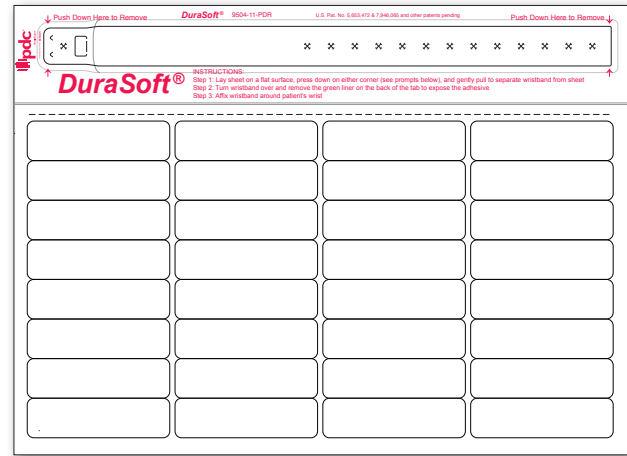 Push Down Here to Remove
DuraSoft® 9504-11-PDR
U.S. Pat. No. 5,653,472 & 7,946,065 and other patents pending
Push Down Here to Remove
pdc
DuraSoft®
INSTRUCTIONS:
Step 1: Lay sheet on a flat surface, press down on either corner (see prompts below), and gently pull to separate wristband from sheet
Step 2: Turn wristband over and remove the green liner on the back of the tab to expose the adhesive
Step 3: Affix wristband around patient's wrist